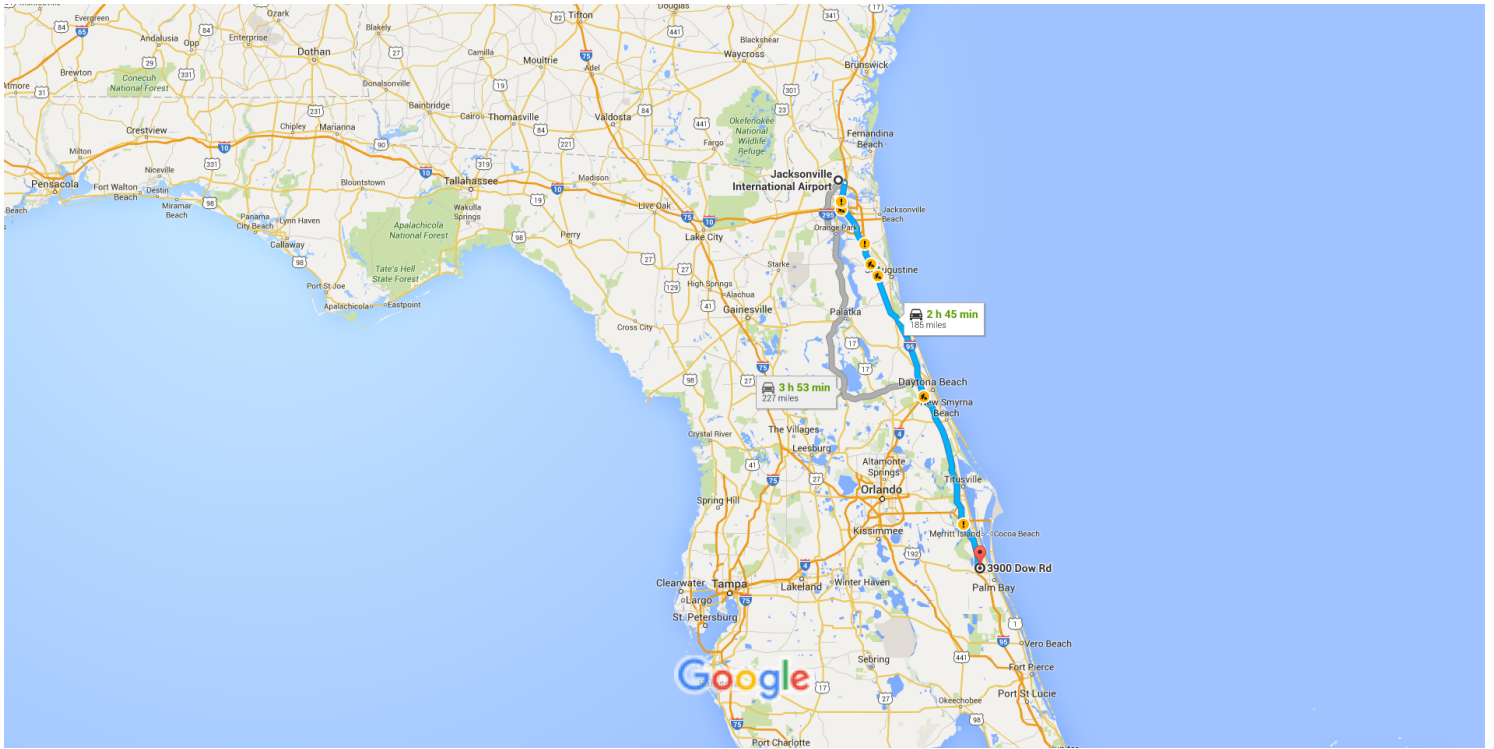 Evergreen
Ozark
Tifton
Douglas
Andalusia
Opp
Enterprise
Blakely
Blackshear
Dothan
Camilla
Moultrie
Adel
Waycross
Brunswick
Brewton
Conecuh
National Forest
Donalsonville
Atmore
Bainbridge
Cairo
Thomasville
Valdosta
Okefenokee
National
Wildlife
Refuge
Crestview
Chipley
Marianna
Fargo
Fernandina
Beach
Milton
Niceville
Blountstown
Tallahassee
Madison
Jacksonville
International Airport
Pensacola
Fort Walton
Beach
Destin
Miramar
Beach
Wakulla
Springs
Live Oak
Jacksonville
Beach
Beach
Panama
City Beach
Lynn Haven
Callaway
Apalachicola
National Forest
Perry
Lake City
Orange Park
Tate's Hell
State Forest
Starke
Port St Joe
Apalachicola
Eastpoint
High Springs
Alachua
Gainesville
Palatka
2 h 45 min
185 miles
Cross City
3 h 53 min
227 miles
Daytona Beach
New Smyrna
Beach
Crystal River
The Villages
Leesburg
Altamonte
Springs
Orlando
Titusville
Spring Hill
Kissimmee
Merritt Island
Cocoa Beach
3900 Dow Rd
Clearwater
Tampa
Lakeland
Winter Haven
Palm Bay
Largo
St. Petersburg
Vero Beach
Sebring
Fort Pierce
Google
Port St Lucie
Okeechobee
Port Charlotte